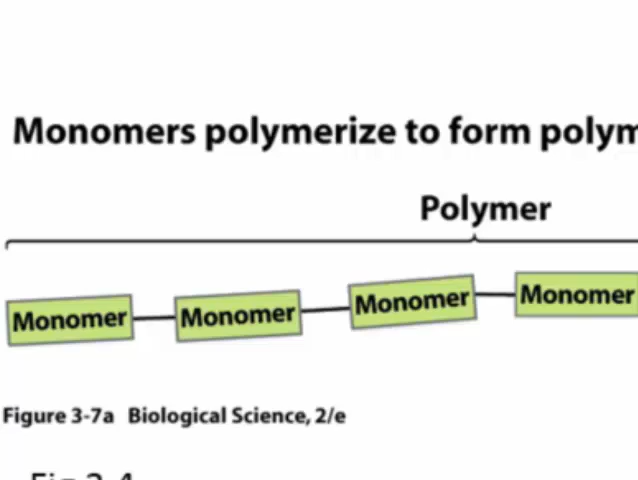 Monomers polymerize to form polym
Polymer
Monomer Monomer Monomer Monomer
Figure 3-7a Biological Science, 2/e